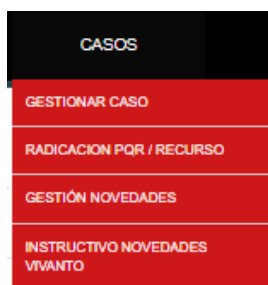 CASOS
GESTIONAR CASO
RADICACION PQR / RECURSO
GESTIÓN NOVEDADES
INSTRUCTIVO NOVEDADES
VIVANTO